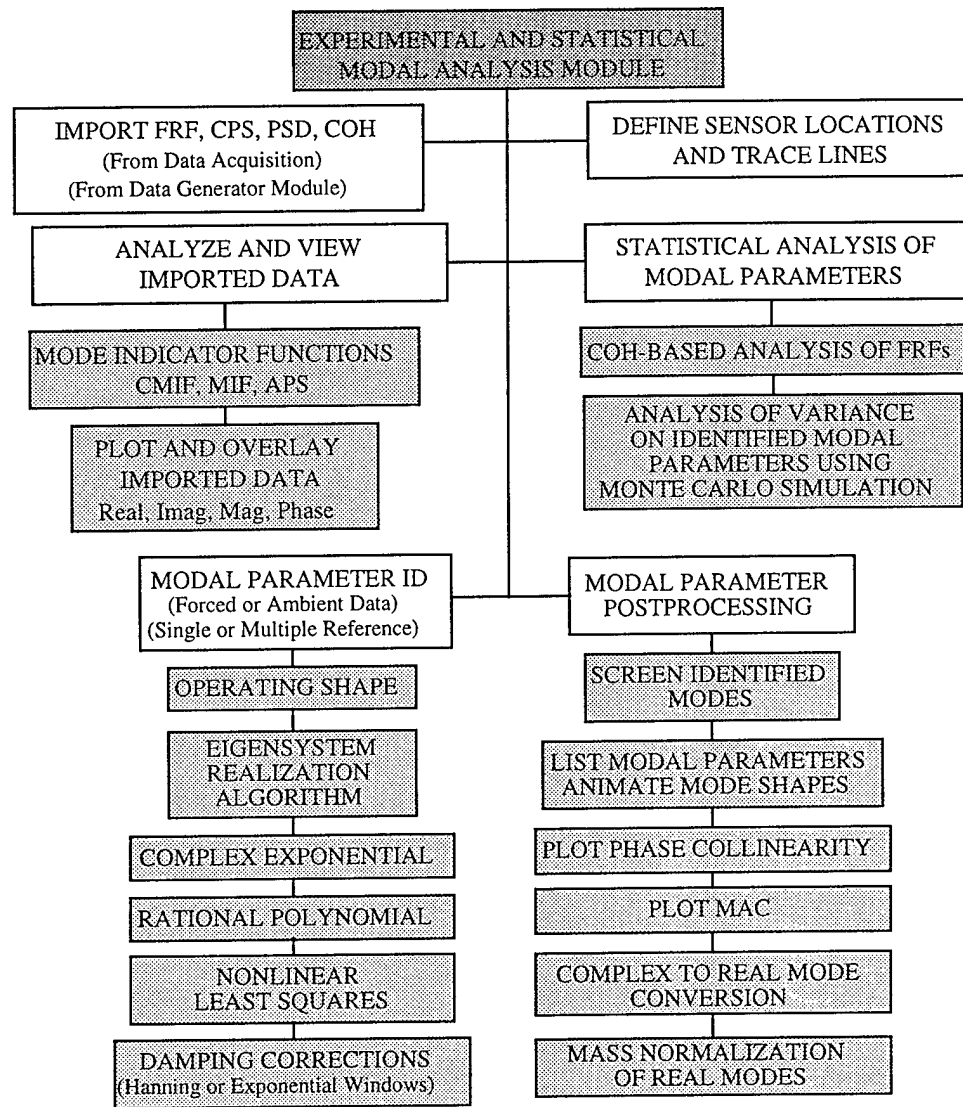 EXPERIMENTAL AND STATISTICAL
MODAL ANALYSIS MODULE
IMPORT FRF, CPS, PSD, COH
(From Data Acquisition)
(From Data Generator Module)
DEFINE SENSOR LOCATIONS
AND TRACE LINES
ANALYZE AND VIEW
IMPORTED DATA
STATISTICAL ANALYSIS OF
MODAL PARAMETERS
MODE INDICATOR FUNCTIONS
CMIF, MIF, APS
COH-BASED ANALYSIS OF FRFs
PLOT AND OVERLAY
IMPORTED DATA
Real, Imag, Mag, Phase
ANALYSIS OF VARIANCE
ON IDENTIFIED MODAL
PARAMETERS USING
MONTE CARLO SIMULATION
MODAL PARAMETER ID
(Forced or Ambient Data)
(Single or Multiple Reference)
MODAL PARAMETER
POSTPROCESSING
OPERATING SHAPE
EIGENSYSTEM
REALIZATION
ALGORITHM
COMPLEX EXPONENTIAL
RATIONAL POLYNOMIAL
NONLINEAR
LEAST SQUARES
DAMPING CORRECTIONS
(Hanning or Exponential Windows)
SCREEN IDENTIFIED
MODES
LIST MODAL PARAMETERS
ANIMATE MODE SHAPES
PLOT PHASE COLLINEARITY
PLOT MAC
COMPLEX TO REAL MODE
CONVERSION
MASS NORMALIZATION
OF REAL MODES